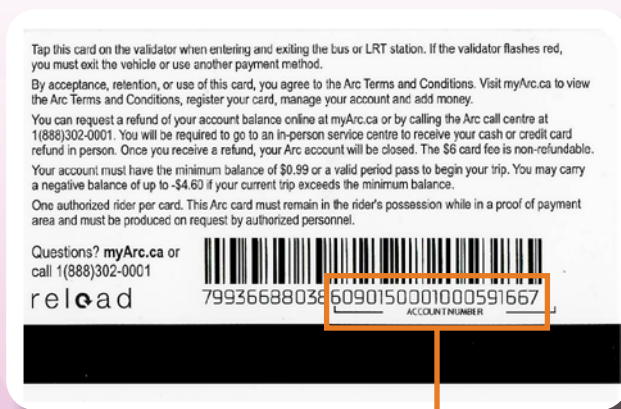 Tap this card on the validator when entering and exiting the bus or LRT station. If the validator flashes red,
you must exit the vehicle or use another payment method.
By acceptance, retention, or use of this card, you agree to the Arc Terms and Conditions. Visit myArc.ca to view
the Arc Terms and Conditions, register your card, manage your account and add money.
You can request a refund of your account balance online at myArc.ca or by calling the Arc call centre at
1(888)302-0001. You will be required to go to an in-person service centre to receive your cash or credit card
refund in person. Once you receive a refund, your Arc account will be closed. The $6 card fee is non-refundable.
Your account must have the minimum balance of $0.99 or a valid period pass to begin your trip. You may carry
a negative balance of up to -$4.60 if your current trip exceeds the minimum balance.
One authorized rider per card. This Arc card must remain in the rider's possession while in a proof of payment
area and must be produced on request by authorized personnel.
Questions? myArc.ca or
call 1(888)302-0001
reload
799366880386090150001000591667
ACCOUNT NUMBER